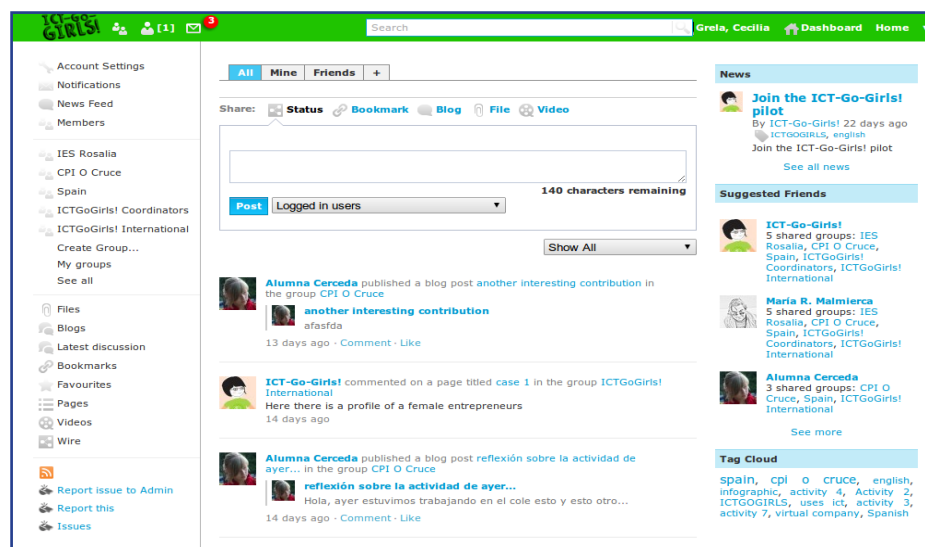 ICT-GO-
GIRLS!
[1]
3
Search
Grela, Cecilia
Dashboard
Home
Account Settings
Notifications
News Feed
Members
IES Rosalia
CPI O Cruce
Spain
ICTGoGirls! Coordinators
ICTGoGirls! International
Create Group...
My groups
See all
Files
Blogs
Latest discussion
Bookmarks
Favourites
Pages
Videos
Wire
Report issue to Admin
Report this
Issues
All Mine Friends +
Share: Status Bookmark Blog File Video
140 characters remaining
Post Logged in users
Show All
Alumna Cerceda published a blog post another interesting contribution in
the group CPI O Cruce
another interesting contribution
afasfda
13 days ago · Comment · Like
ICT-Go-Girls! commented on a page titled case 1 in the group ICTGoGirls!
International
Here there is a profile of a female entrepreneurs
14 days ago
Alumna Cerceda published a blog post reflexión sobre la actividad de
ayer... in the group CPI O Cruce
reflexión sobre la actividad de ayer...
Hola, ayer estuvimos trabajando en el cole esto y esto otro...
14 days ago · Comment · Like
News
Join the ICT-Go-Girls!
pilot
By ICT-Go-Girls! 22 days ago
ICTGOGIRLS, english
Join the ICT-Go-Girls! pilot
See all news
Suggested Friends
ICT-Go-Girls!
5 shared groups: IES
Rosalia, CPI O Cruce,
Spain, ICTGoGirls!
Coordinators, ICTGoGirls!
International
María R. Malmierca
5 shared groups: IES
Rosalia, CPI O Cruce,
Spain, ICTGoGirls!
Coordinators, ICTGoGirls!
International
Alumna Cerceda
3 shared groups: CPI O
Cruce, Spain, ICTGoGirls!
International
See more
Tag Cloud
spain, cpi o cruce, english,
infographic, activity 4, Activity 2,
ICTGOGIRLS, uses ict, activity 3,
activity 7, virtual company, Spanish